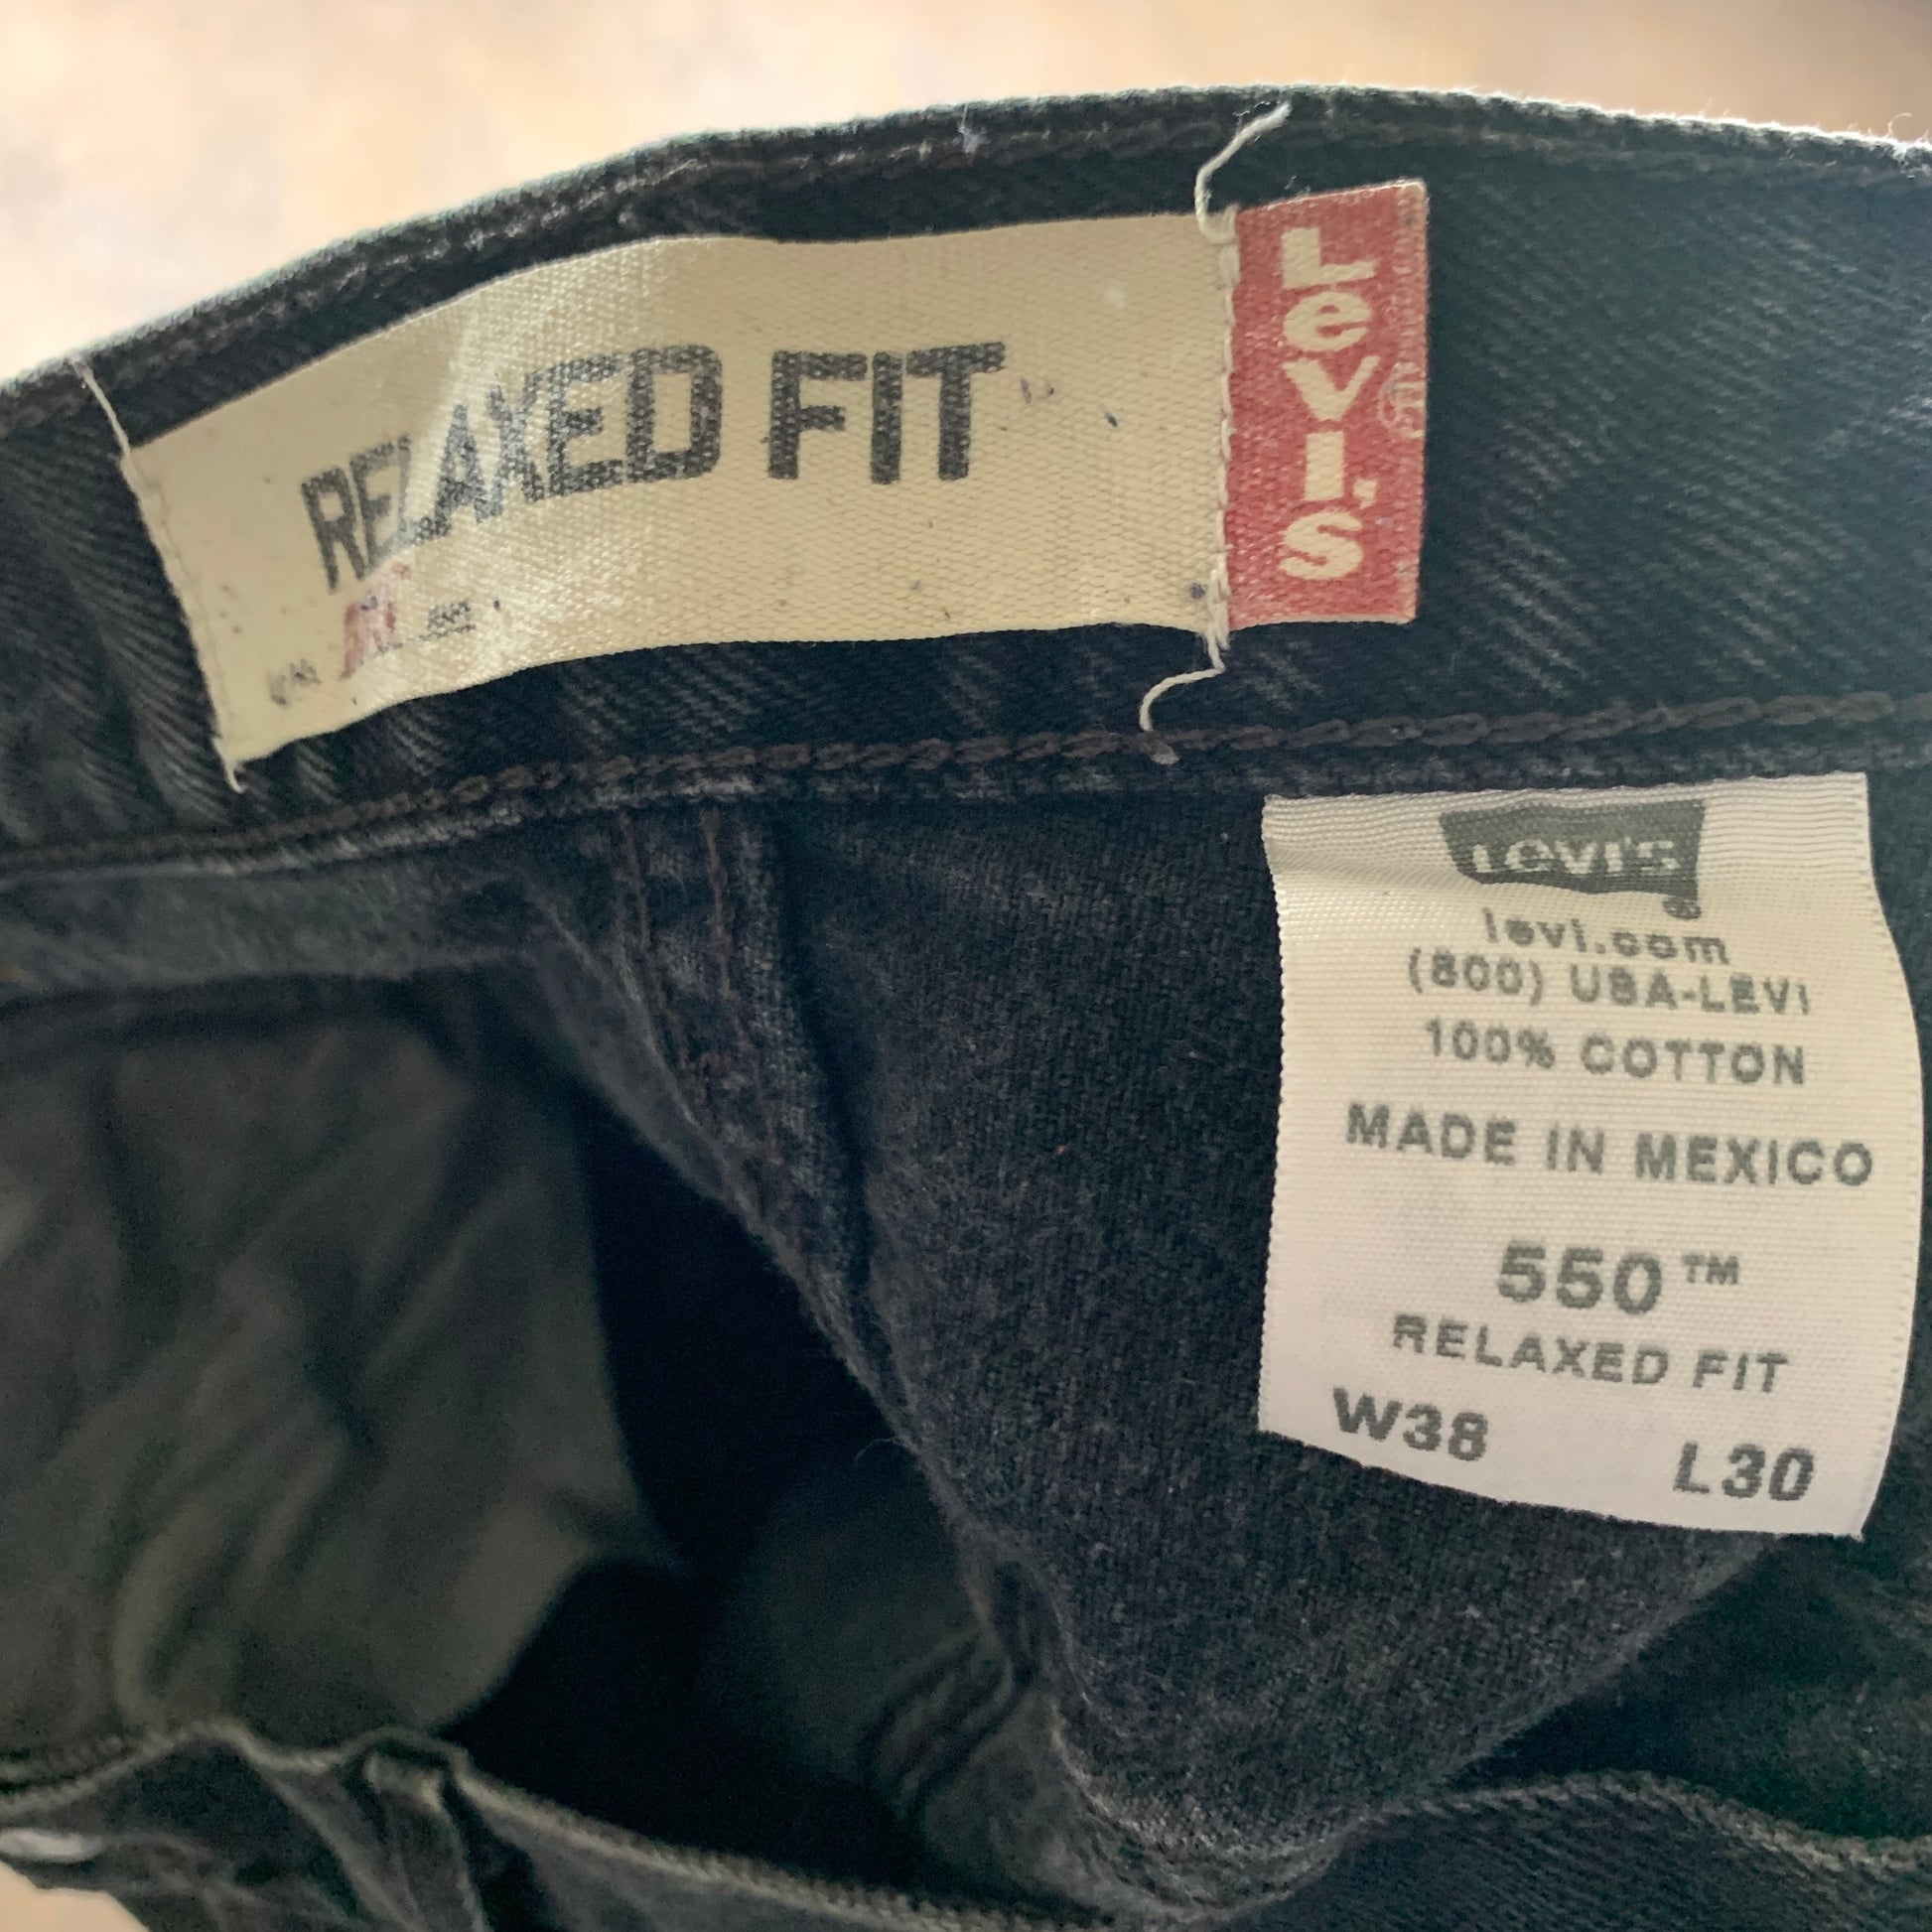 RELAXED FIT
LEVI'S
Levi's
levi.com
(800) USA-LEVI
100% COTTON
MADE IN MEXICO
550™
RELAXED FIT
W38 L30